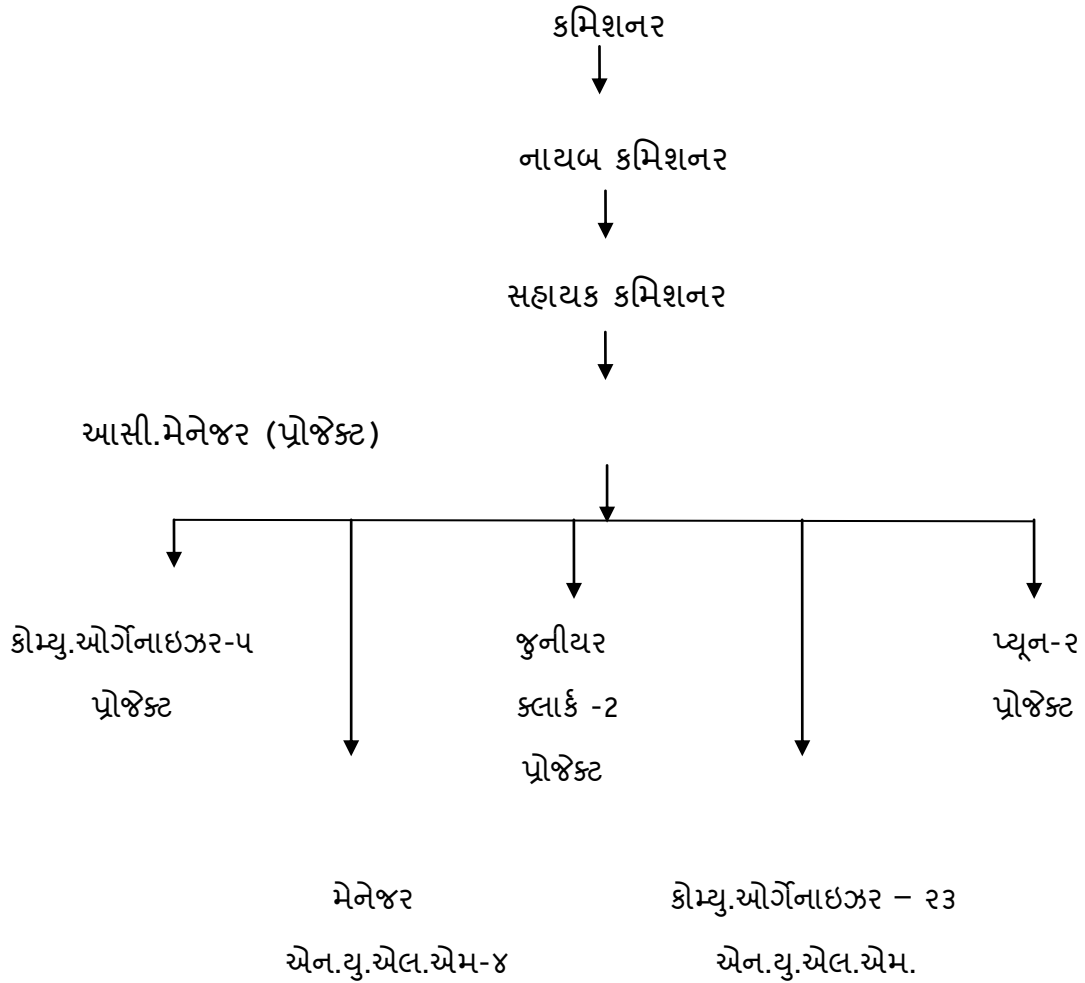 કમિશનર
નાયબ કમિશનર
સહાયક કમિશનર
આસી.મેનેજર (પ્રોજેક્ટ)
કોમ્યુ.ઓર્ગેનાઇઝર-૫
પ્રોજેક્ટ
જુનીયર
ક્લાર્ક -2
પ્રોજેક્ટ
પ્યૂન-૨
પ્રોજેક્ટ
મેનેજર
એન.યુ.એલ.એમ-૪
કોમ્યુ.ઓર્ગેનાઇઝર – ૨૩
એન.યુ.એલ.એમ.